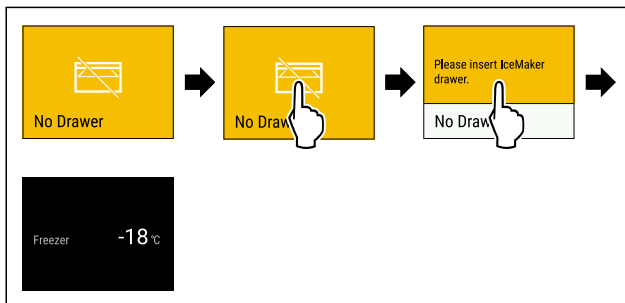 No Drawer
No Draw
Please insert IceMaker
drawer.
No Draw
Freezer -18 °C